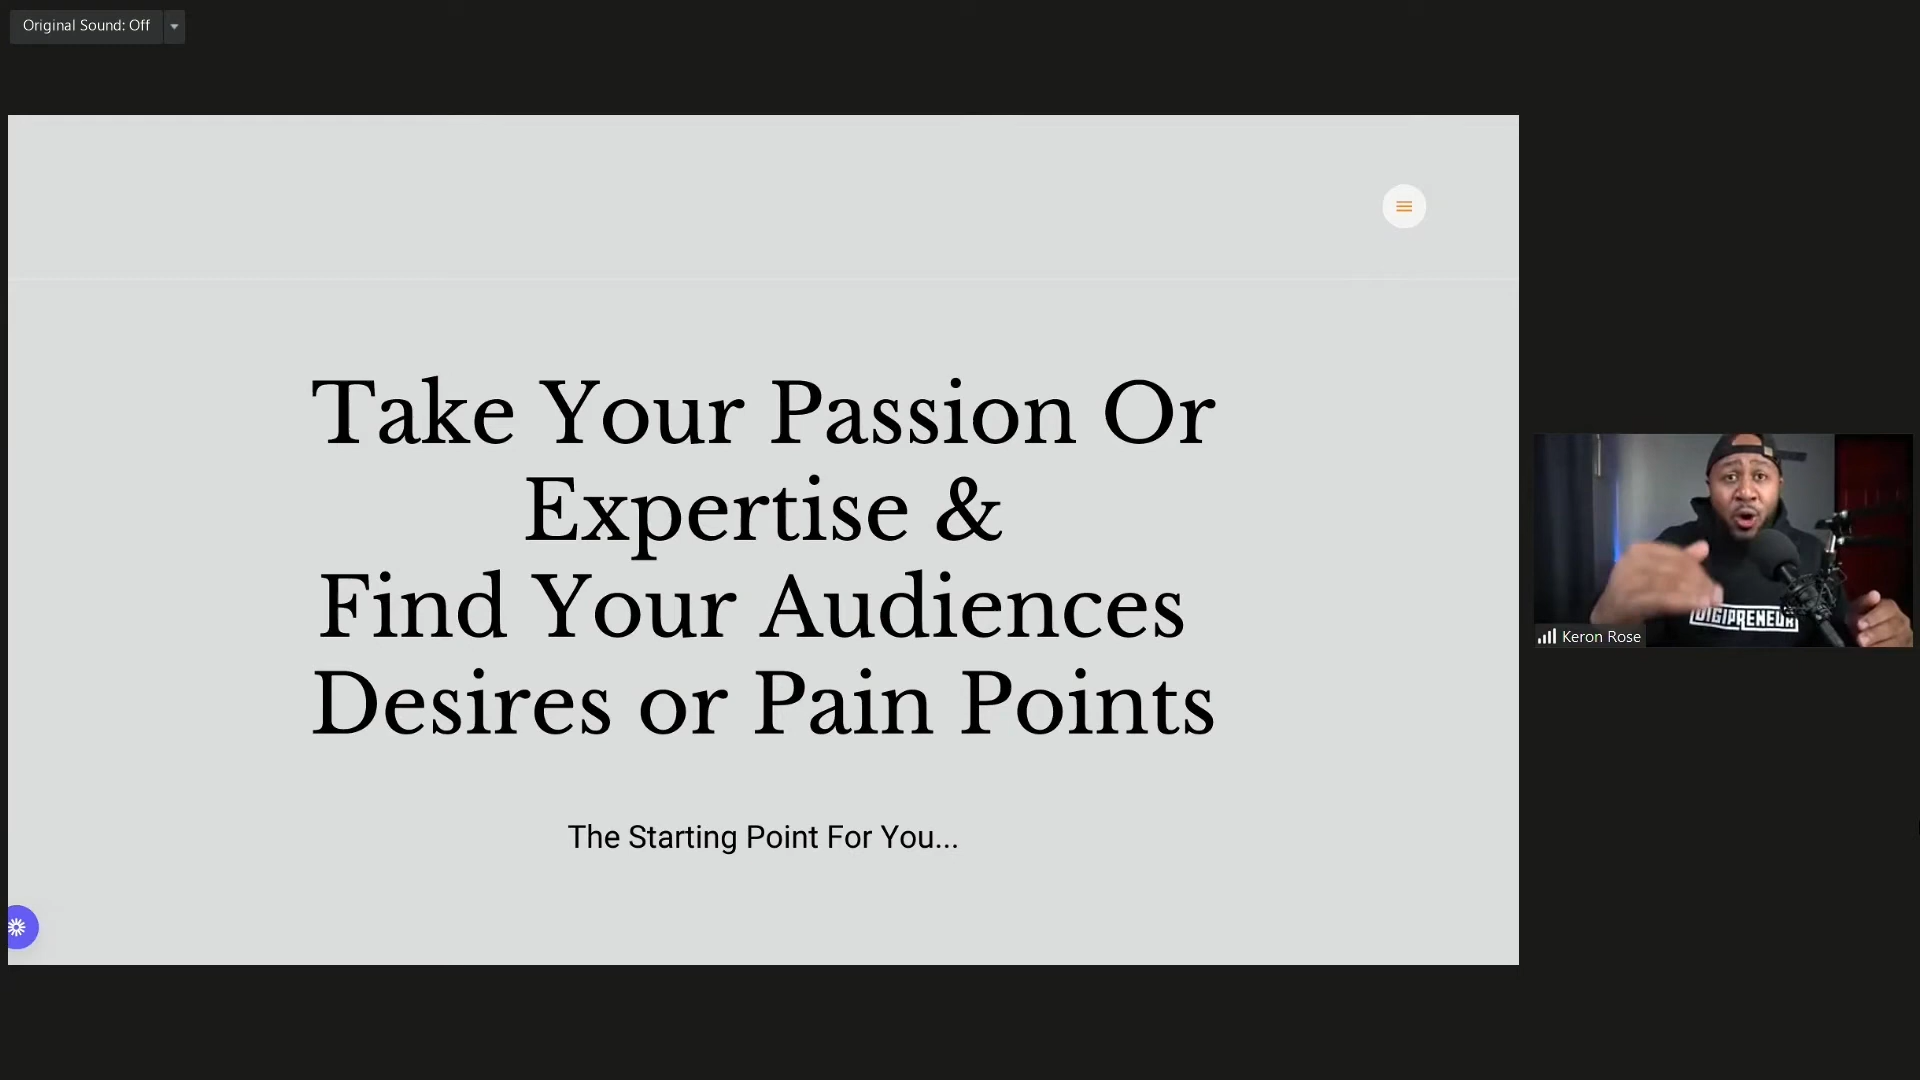 Original Sound: Off
Take Your Passion Or
Expertise &
Find Your Audiences
Desires or Pain Points
The Starting Point For You...
DIGIPRENEUR
Keron Rose